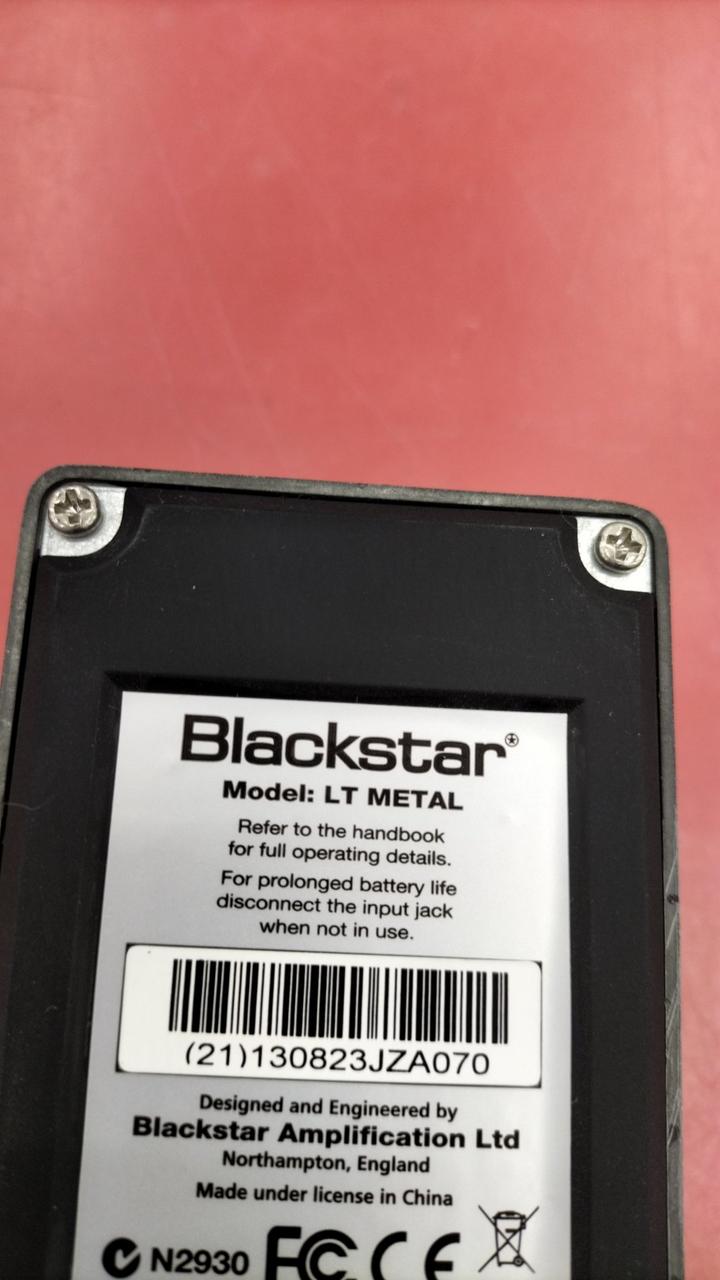 Blackstar®
Model: LT METAL
Refer to the handbook
for full operating details.
For prolonged battery life
disconnect the input jack
when not in use.
(21)130823JZA070
Designed and Engineered by
Blackstar Amplification Ltd
Northampton, England
Made under license in China
N2930 FC CE